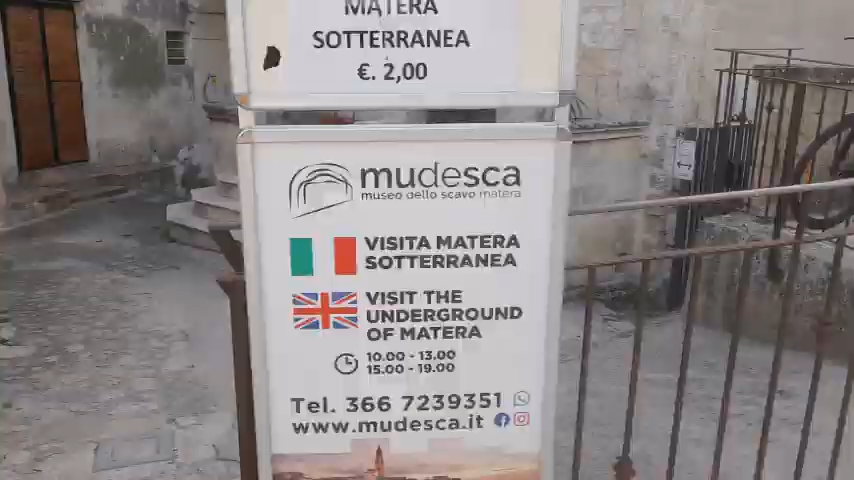 MATERA
SOTTERRANEA
€. 2,00
mudesca
museo dello scavo matera
VISITA MATERA
SOTTERRANEA
VISIT THE
UNDERGROUND
OF MATERA
10.00 - 13.00
15.00 - 19.00
Tel. 366 7239351
www.mudesca.it